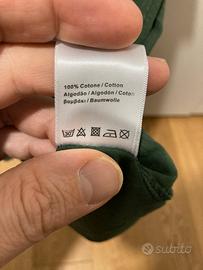 100% Cotone / Cotton
Algodão / Algodón / Coton
Βαμβάκι / Baumwolle
subito